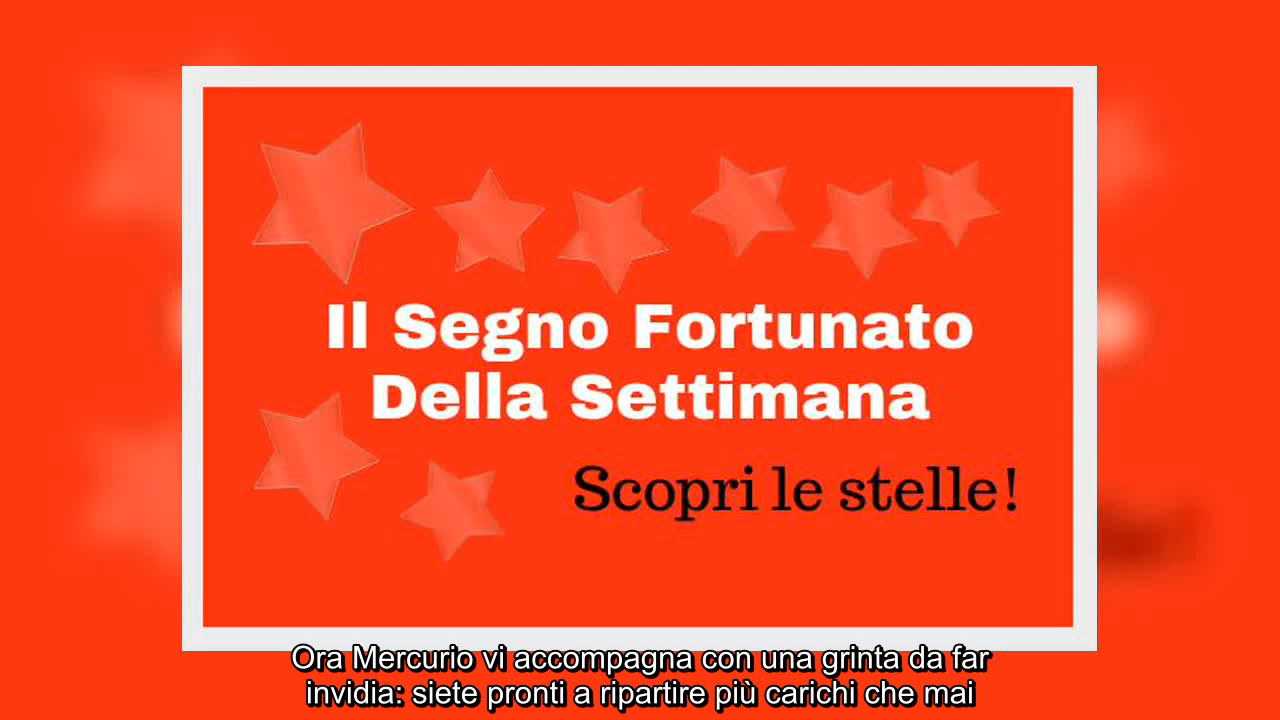 Il Segno Fortunato
Della Settimana
Scopri le stelle!
Ora Mercurio vi accompagna con una grinta da far
invidia: siete pronti a ripartire più carichi che mai